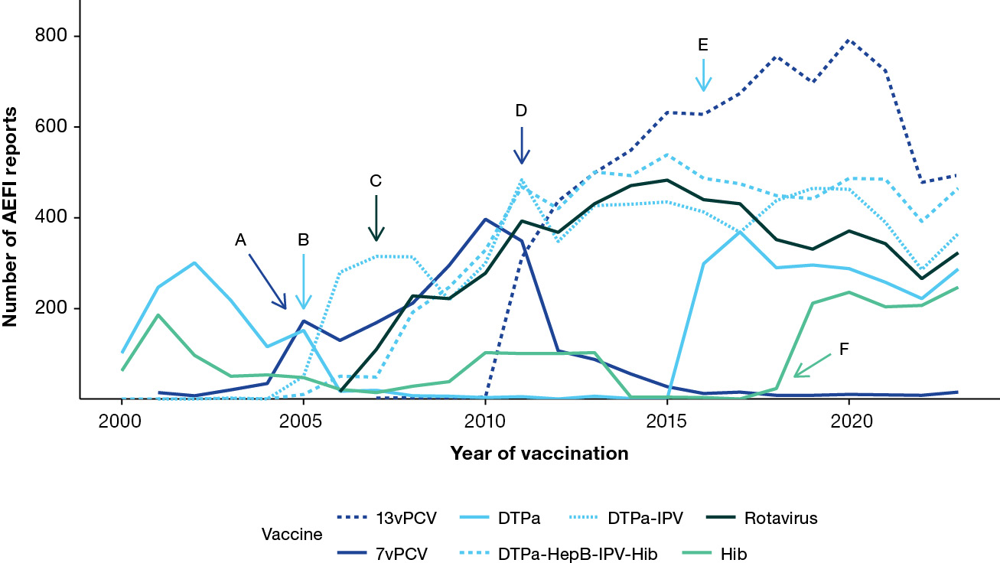 Number of AEFI reports
800
600
400
200
A
B
C
D
E
F
2000
2005
2010
2015
2020
Year of vaccination
Vaccine
13vPCV
DTPa
DTPa-IPV
Rotavirus
7vPCV
DTPa-HepB-IPV-Hib
Hib